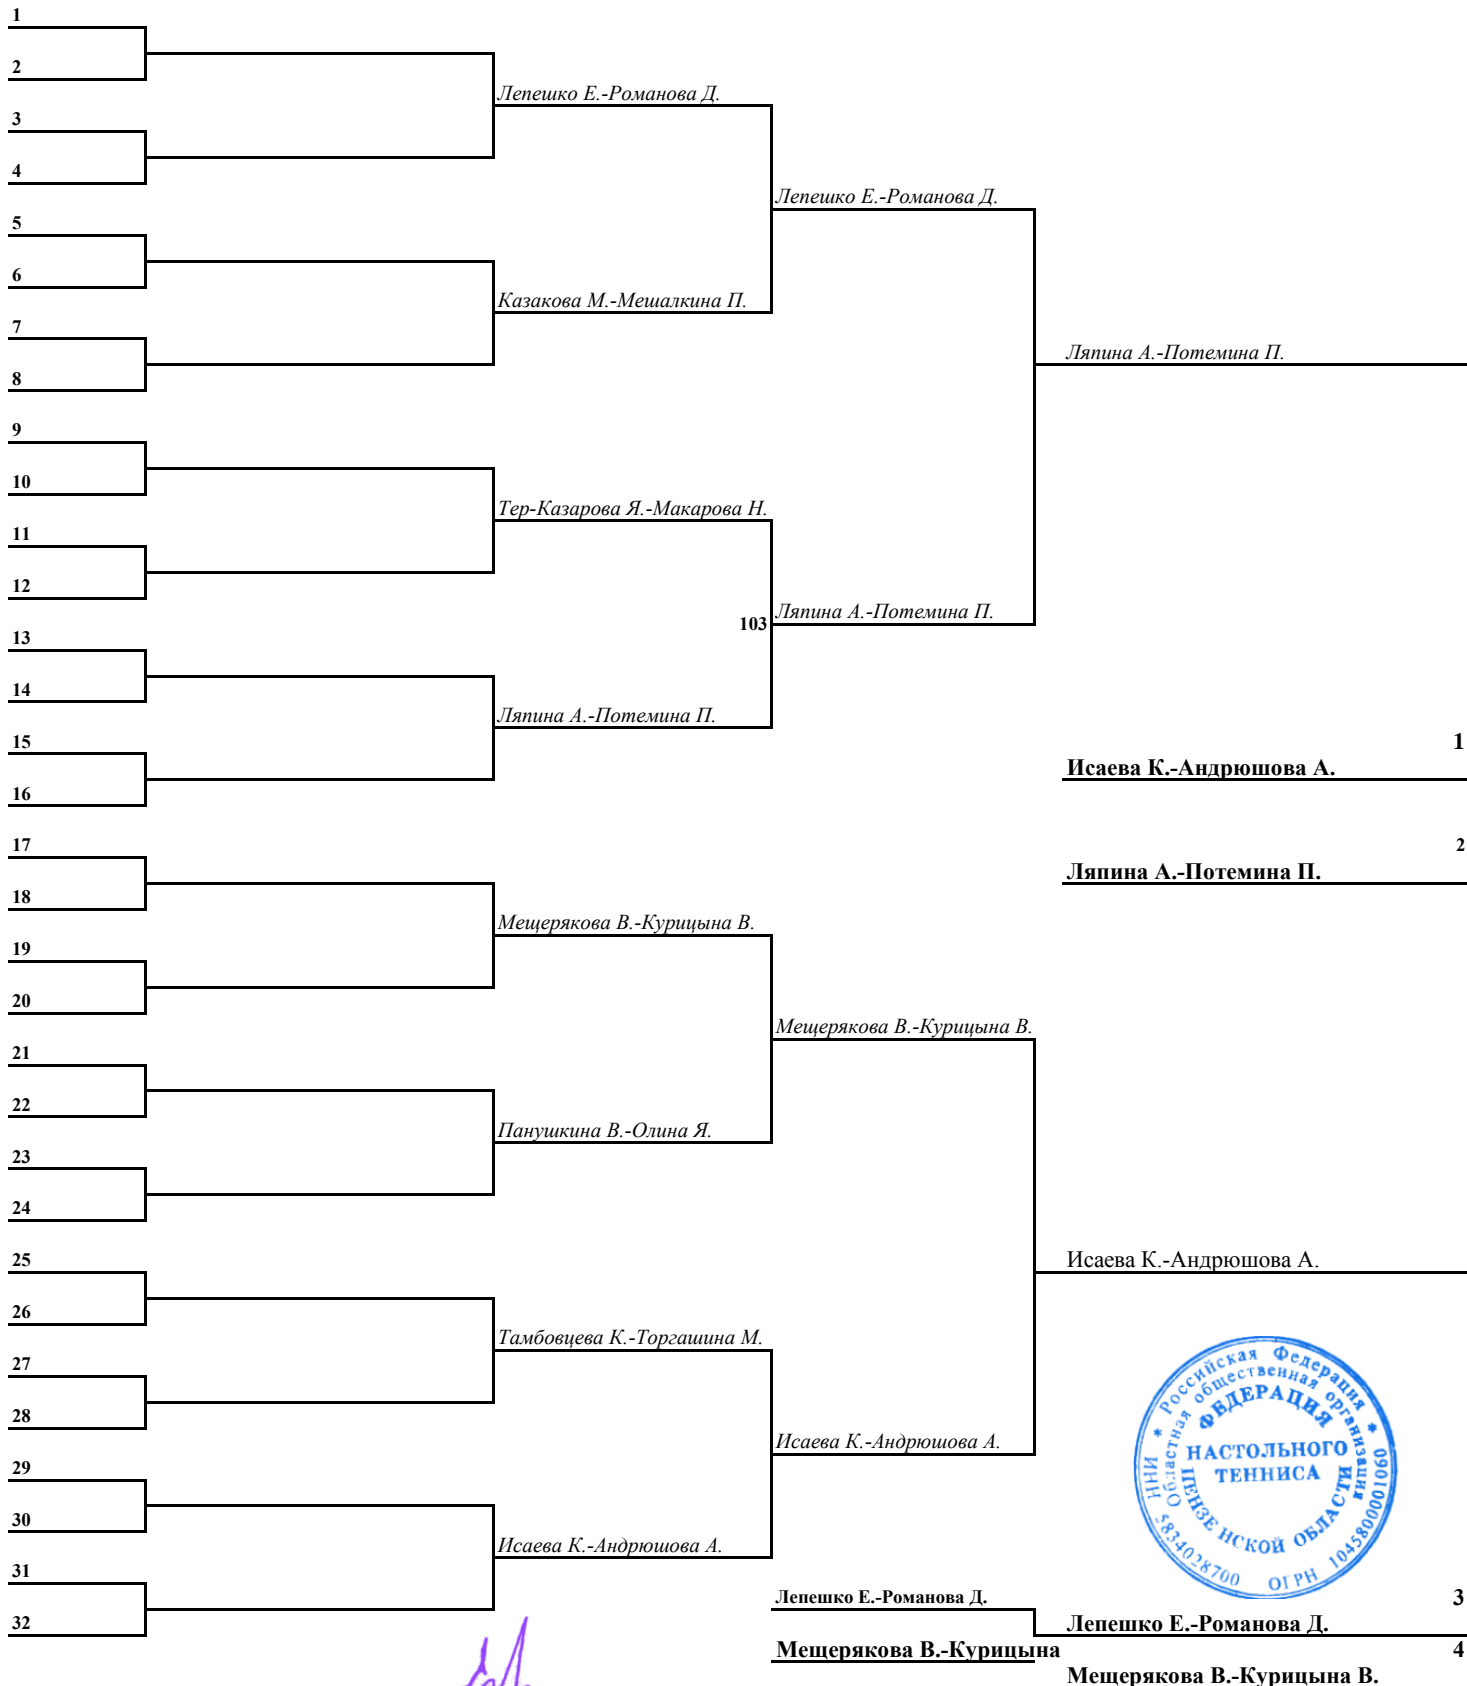 1
2
Лепешко Е.-Романова Д.
3
4
Лепешко Е.-Романова Д.
5
6
Казакова М.-Мешалкина П.
7
Ляпина А.-Потемина П.
8
9
10
Тер-Казарова Я.-Макарова Н.
11
12
Ляпина А.-Потемина П.
103
13
14
Ляпина А.-Потемина П.
15
1
Исаева К.-Андрюшова А.
16
17
2
Ляпина А.-Потемина П.
18
Мещерякова В.-Курицына В.
19
20
Мещерякова В.-Курицына В.
21
22
Панушкина В.-Олина Я.
23
24
25
Исаева К.-Андрюшова А.
26
Тамбовцева К.-Торгашина М.
27
28
Исаева К.-Андрюшова А.
29
30
Исаева К.-Андрюшова А.
31
32
Российская Федерация
Областная общественная организация
ФЕДЕРАЦИЯ
НАСТОЛЬНОГО
ТЕННИСА
ПЕНЗЕНСКОЙ ОБЛАСТИ
ИНН 5834028700 ОГРН 1045800001060
Лепешко Е.-Романова Д.
3
Лепешко Е.-Романова Д.
Мещерякова В.-Курицына
4
Мещерякова В.-Курицына В.